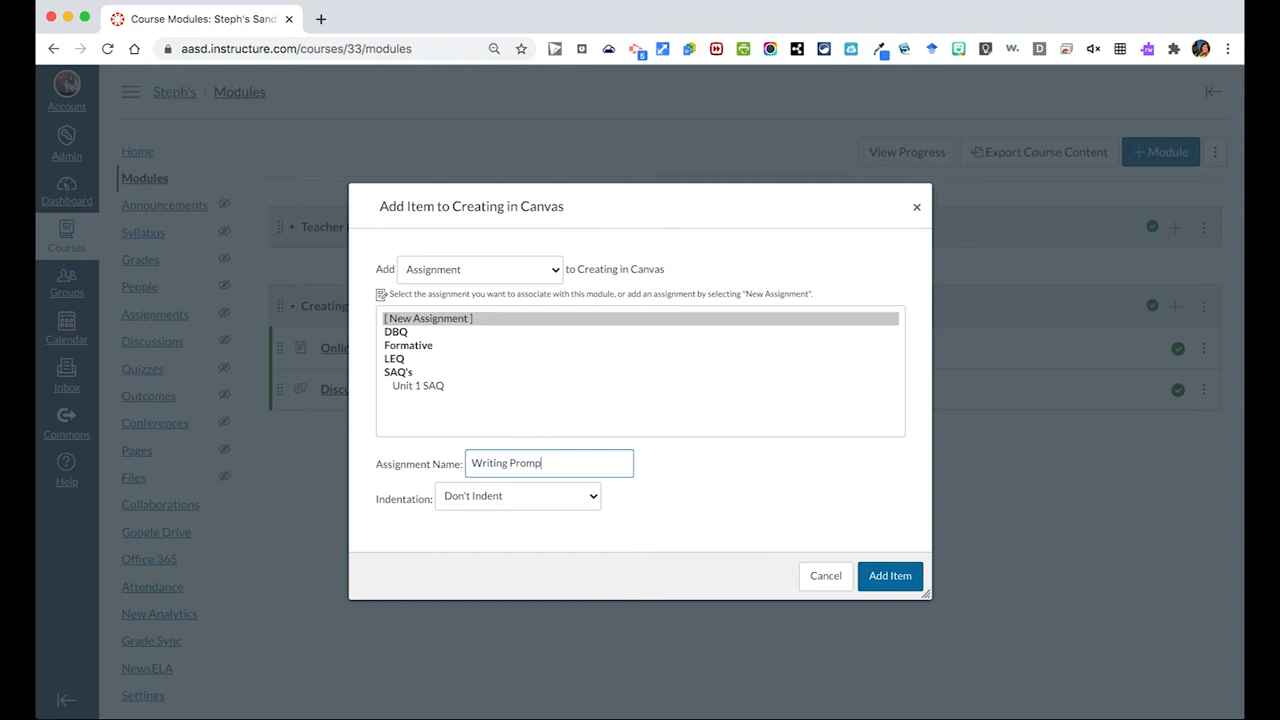 Course Modules: Steph's Sand
aasd.instructure.com/courses/33/modules
Account
Admin
Dashboard
Courses
Groups
Calendar
Inbox
Commons
Help
Steph's › Modules
Home
Modules
Announcements
Syllabus
Grades
People
Assignments
Discussions
Quizzes
Outcomes
Conferences
Pages
Files
Collaborations
Google Drive
Office 365
Attendance
New Analytics
Grade Sync
NewsELA
Settings
View Progress
Export Course Content
+ Module
Teacher
Creating
Onlin
Discu
Add Item to Creating in Canvas
Add Assignment to Creating in Canvas
Select the assignment you want to associate with this module, or add an assignment by selecting "New Assignment".
[ New Assignment ]
DBQ
Formative
LEQ
SAQ's
Unit 1 SAQ
Assignment Name: Writing Promp
Indentation: Don't Indent
Cancel
Add Item